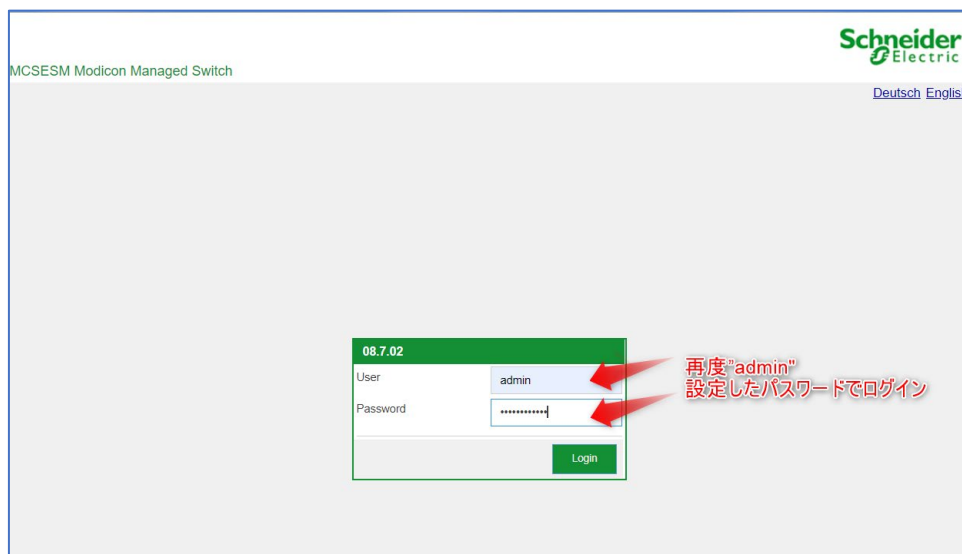 Schneider
Electric
MCSESM Modicon Managed Switch
Deutsch Englis
08.7.02
User
admin
再度"admin"
設定したパスワードでログイン
Password
••••••••••••
Login